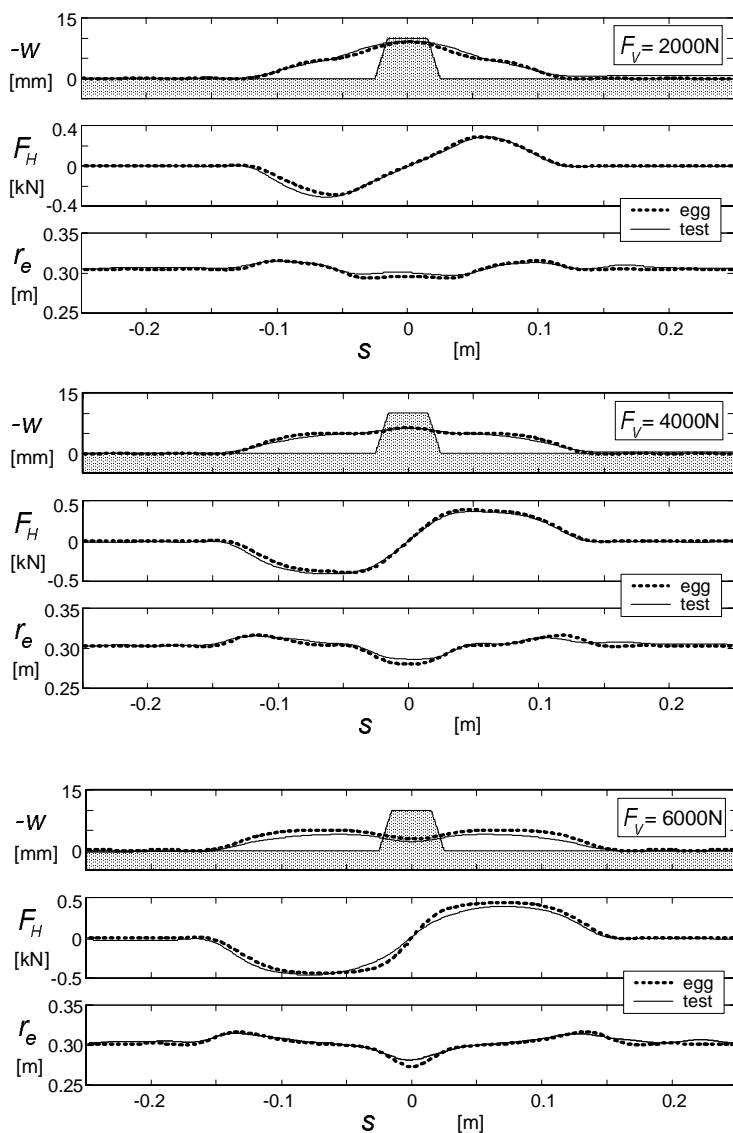 15
-w
F_V = 2000N
[mm]
0
0.4
F_H
0
[kN]
-0.4
egg
test
0.35
r_e
0.30
[m]
0.25
-0.2 -0.1 0 0.1 0.2
s [m]
15
-w
F_V = 4000N
[mm]
0
0.5
F_H
0
[kN]
-0.5
egg
test
0.35
r_e
0.30
[m]
0.25
-0.2 -0.1 0 0.1 0.2
s [m]
15
-w
F_V = 6000N
[mm]
0
0.5
F_H
0
[kN]
-0.5
egg
test
0.35
r_e
0.30
[m]
0.25
-0.2 -0.1 0 0.1 0.2
s [m]